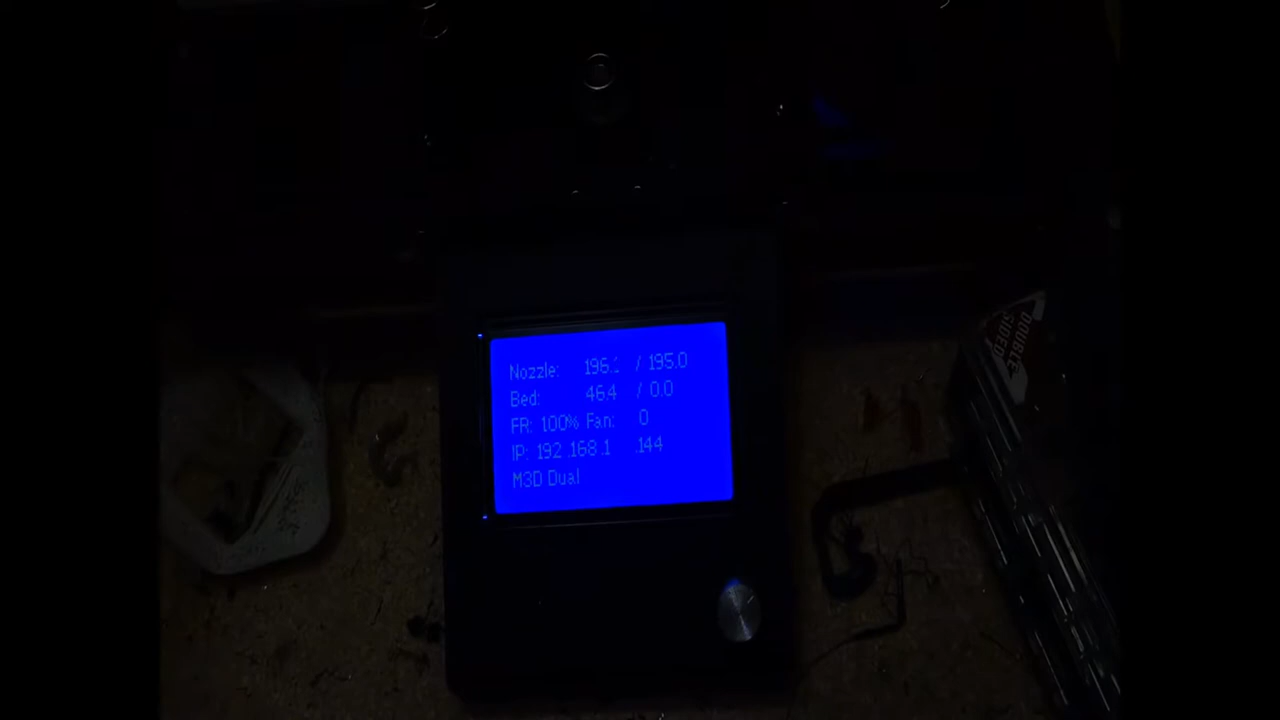 Nozzle: 196. / 195.0
Bed: 46.4 / 0.0
FR: 100% Fan: 0
IP: 192.168.1 .144
M3D Dual
DOUBLE
SIDED